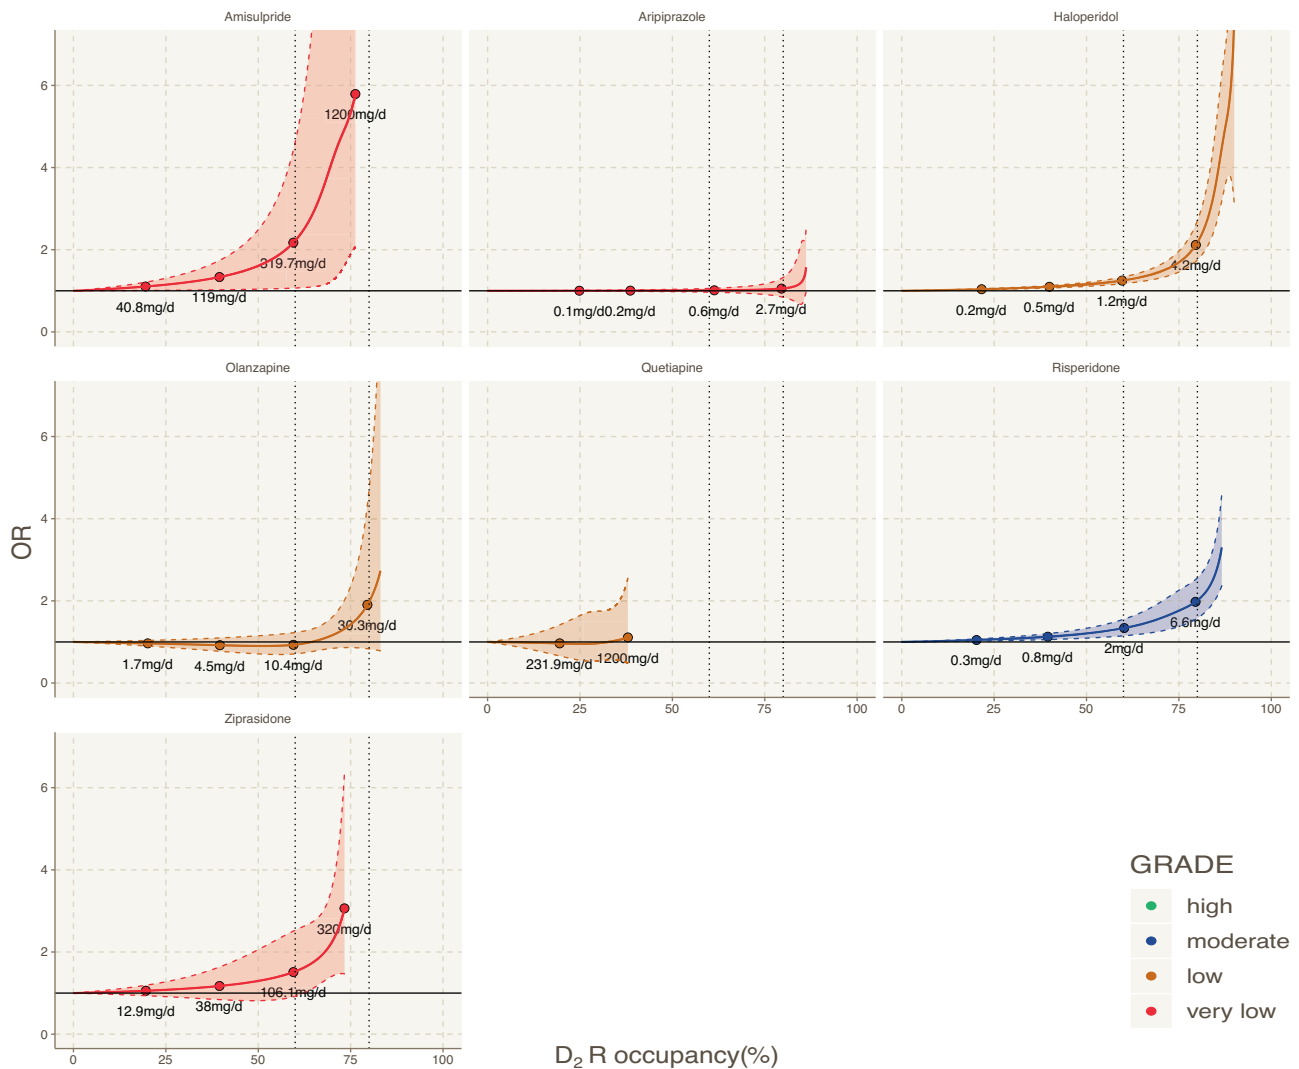 Amisulpride
Aripiprazole
Haloperidol
6
4
2
0
40.8mg/d
119mg/d
319.7mg/d
1200mg/d
0.1mg/d
0.2mg/d
0.6mg/d
2.7mg/d
0.2mg/d
0.5mg/d
1.2mg/d
4.2mg/d
Olanzapine
Quetiapine
Risperidone
6
4
2
0
1.7mg/d
4.5mg/d
10.4mg/d
30.3mg/d
231.9mg/d
1200mg/d
0.3mg/d
0.8mg/d
2mg/d
6.6mg/d
0 25 50 75 100
0 25 50 75 100
OR
Ziprasidone
6
4
2
0
12.9mg/d
38mg/d
106.1mg/d
320mg/d
0 25 50 75 100
D₂ R occupancy(%)
GRADE
high
moderate
low
very low